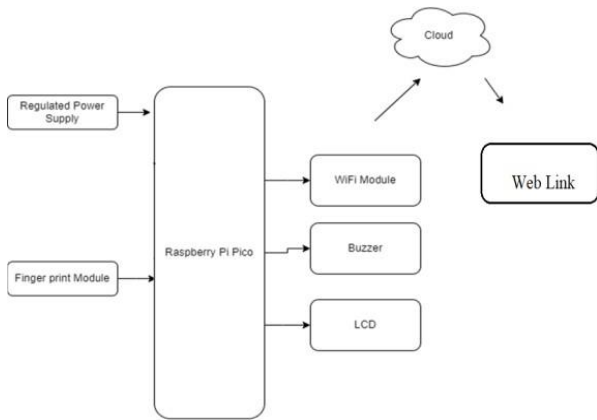 Cloud
Regulated Power
Supply
WiFi Module
Web Link
Raspberry Pi Pico
Buzzer
Finger print Module
LCD